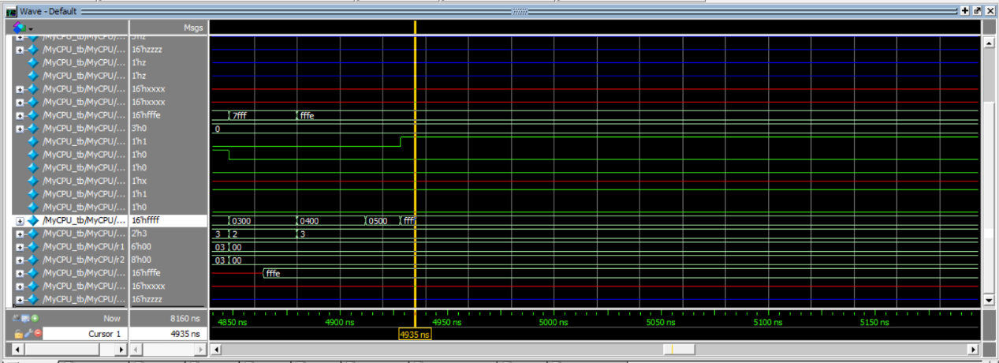 Wave - Default
Msgs
/MyCPU_tb/MyCPU/... 3'hz
/MyCPU_tb/MyCPU/... 16'hzzzz
/MyCPU_tb/MyCPU/... 1'hz
/MyCPU_tb/MyCPU/... 1'hz
/MyCPU_tb/MyCPU/... 16'hxxxx
/MyCPU_tb/MyCPU/... 16'hxxxx
/MyCPU_tb/MyCPU/... 16'hfffe 7fff fffe
/MyCPU_tb/MyCPU/... 3'h0 0
/MyCPU_tb/MyCPU/... 1'h1
/MyCPU_tb/MyCPU/... 1'h0
/MyCPU_tb/MyCPU/... 1'h0
/MyCPU_tb/MyCPU/... 1'hx
/MyCPU_tb/MyCPU/... 1'h1
/MyCPU_tb/MyCPU/... 1'h0
/MyCPU_tb/MyCPU/... 16'hffff 0300 0400 0500 fff
/MyCPU_tb/MyCPU/... 2'h3 3 2 3
/MyCPU_tb/MyCPU/r1 6'h00 03 00
/MyCPU_tb/MyCPU/r2 8'h00 03 00
/MyCPU_tb/MyCPU/... 16'hfffe fffe
/MyCPU_tb/MyCPU/... 16'hxxxx
/MyCPU_tb/MyCPU/... 16'hzzzz
Now 8160 ns 4850 ns 4900 ns 4950 ns 5000 ns 5050 ns 5100 ns 5150 ns
Cursor 1 4935 ns 4935 ns